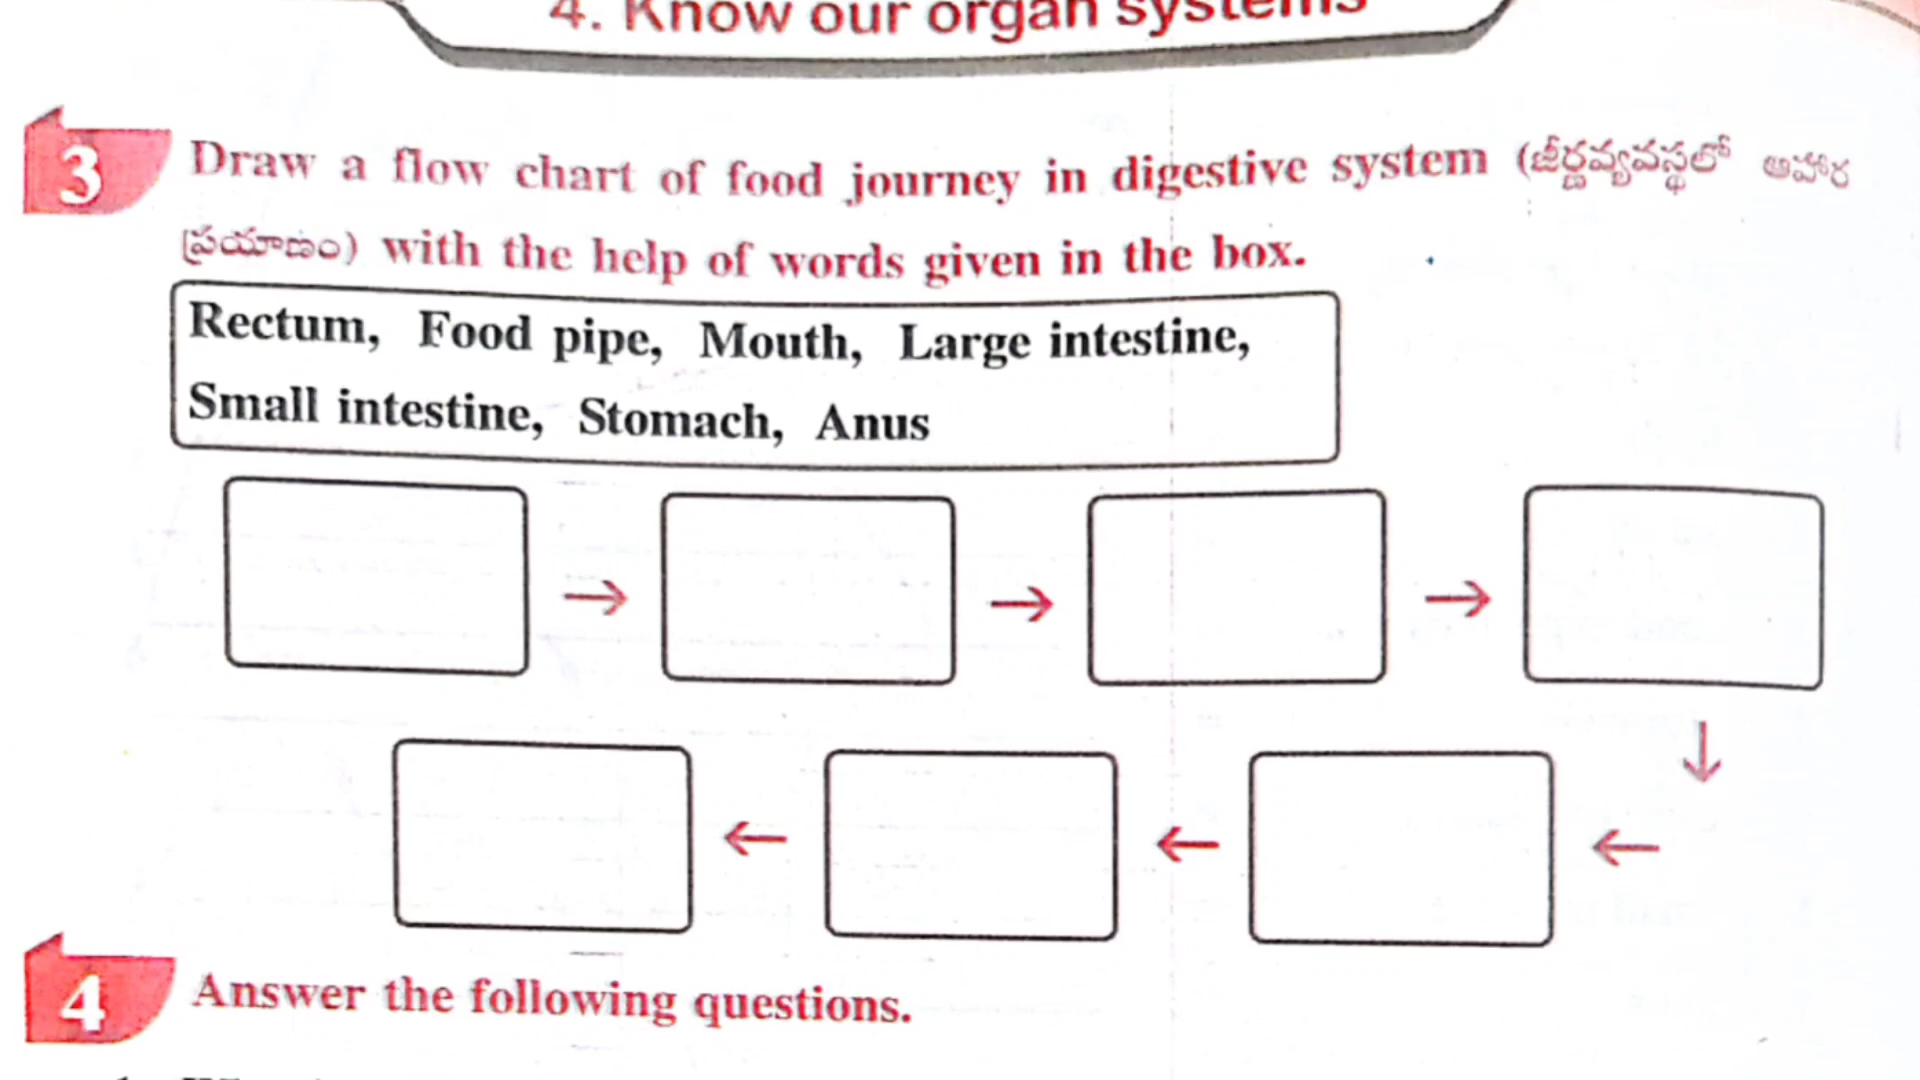 4. Know our organ systems
3 Draw a flow chart of food journey in digestive system (జీర్ణవ్యవస్థలో ఆహార
ప్రయాణం) with the help of words given in the box.
Rectum, Food pipe, Mouth, Large intestine,
Small intestine, Stomach, Anus
4 Answer the following questions.